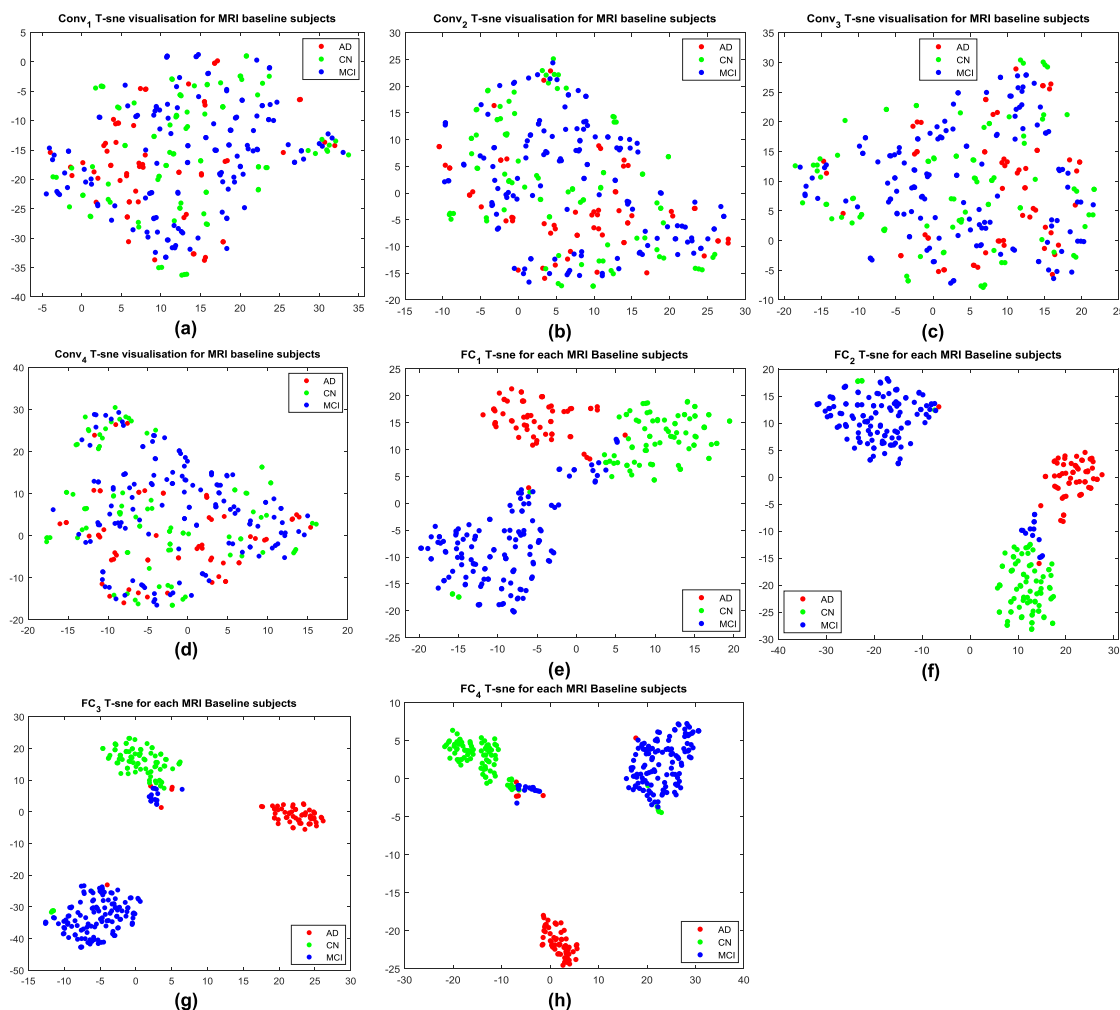 Conv1 T-sne visualisation for MRI baseline subjects
5
0
-5
-10
-15
-20
-25
-30
-35
-40
-5 0 5 10 15 20 25 30 35
AD
CN
MCI
(a)
Conv2 T-sne visualisation for MRI baseline subjects
30
25
20
15
10
5
0
-5
-10
-15
-20
-15 -10 -5 0 5 10 15 20 25 30
AD
CN
MCI
(b)
Conv3 T-sne visualisation for MRI baseline subjects
35
30
25
20
15
10
5
0
-5
-10
-20 -15 -10 -5 0 5 10 15 20 25
AD
CN
MCI
(c)
Conv4 T-sne visualisation for MRI baseline subjects
40
30
20
10
0
-10
-20
-20 -15 -10 -5 0 5 10 15 20
AD
CN
MCI
(d)
FC1 T-sne for each MRI Baseline subjects
25
20
15
10
5
0
-5
-10
-15
-20
-25
-20 -15 -10 -5 0 5 10 15 20
AD
CN
MCI
(e)
FC2 T-sne for each MRI Baseline subjects
20
15
10
5
0
-5
-10
-15
-20
-25
-30
-40 -30 -20 -10 0 10 20 30
AD
CN
MCI
(f)
FC3 T-sne for each MRI Baseline subjects
30
20
10
0
-10
-20
-30
-40
-50
-15 -10 -5 0 5 10 15 20 25 30
AD
CN
MCI
(g)
FC4 T-sne for each MRI Baseline subjects
10
5
0
-5
-10
-15
-20
-25
-30 -20 -10 0 10 20 30 40
AD
CN
MCI
(h)